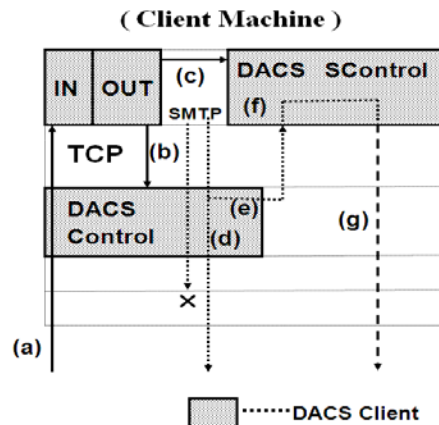 ( Client Machine )
IN OUT (c) DACS SControl
SMTP (f)
TCP (b)
DACS Control (e)
(d) (g)
X
(a)
DACS Client